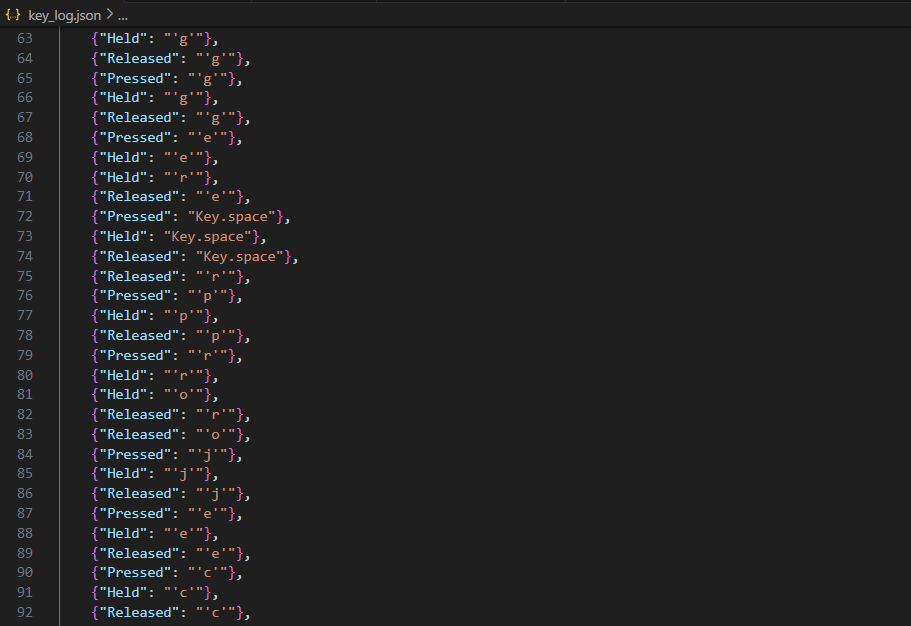 key_log.json > ...
63 {"Held": "'g'"},
64 {"Released": "'g'"},
65 {"Pressed": "'g'"},
66 {"Held": "'g'"},
67 {"Released": "'g'"},
68 {"Pressed": "'e'"},
69 {"Held": "'e'"},
70 {"Held": "'r'"},
71 {"Released": "'e'"},
72 {"Pressed": "Key.space"},
73 {"Held": "Key.space"},
74 {"Released": "Key.space"},
75 {"Released": "'r'"},
76 {"Pressed": "'p'"},
77 {"Held": "'p'"},
78 {"Released": "'p'"},
79 {"Pressed": "'r'"},
80 {"Held": "'r'"},
81 {"Held": "'o'"},
82 {"Released": "'r'"},
83 {"Released": "'o'"},
84 {"Pressed": "'j'"},
85 {"Held": "'j'"},
86 {"Released": "'j'"},
87 {"Pressed": "'e'"},
88 {"Held": "'e'"},
89 {"Released": "'e'"},
90 {"Pressed": "'c'"},
91 {"Held": "'c'"},
92 {"Released": "'c'"},